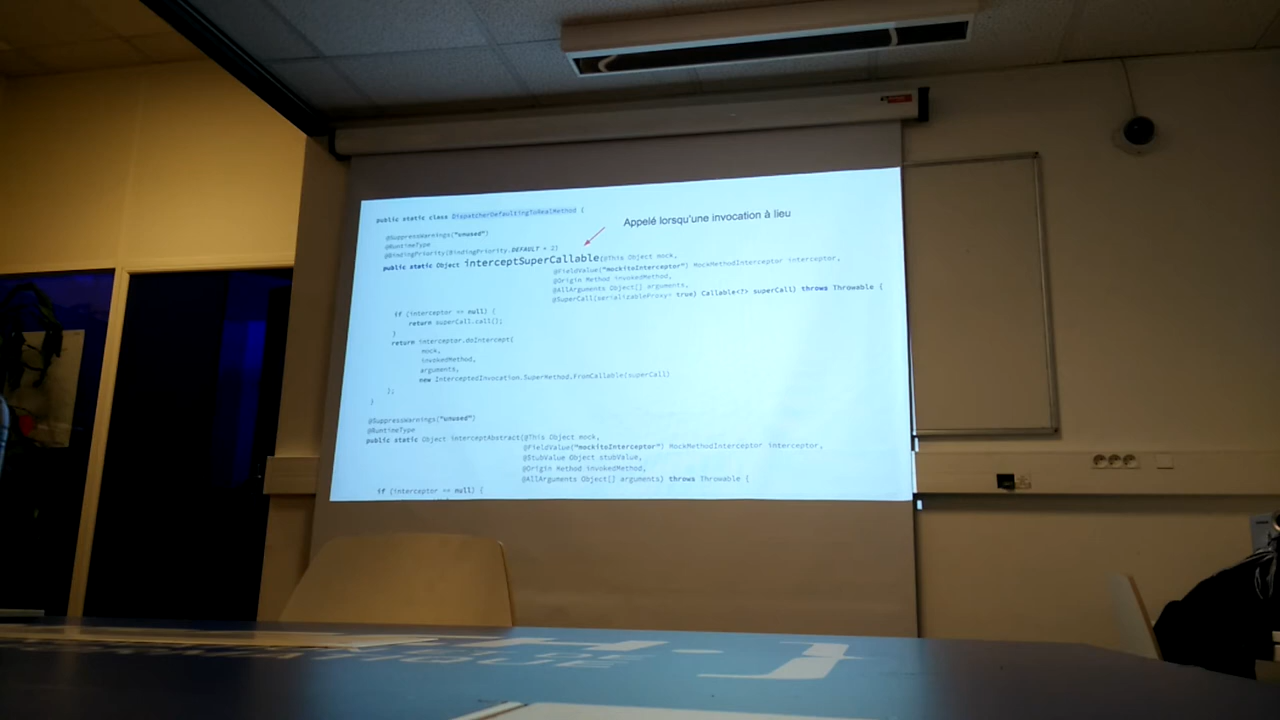 public static class DispatcherDefaultingToRealMethod {
Appelé lorsqu'une invocation à lieu
@SuppressWarnings("unused")
@RuntimeType
@BindingPriority(BindingPriority.DEFAULT * 2)
public static Object interceptSuperCallable(@This Object mock,
@FieldValue("mockitoInterceptor") MockMethodInterceptor interceptor,
@Origin Method invokedMethod,
@AllArguments Object[] arguments,
@SuperCall(serializableProxy= true) Callable<?> superCall) throws Throwable {
if (interceptor == null) {
return superCall.call();
}
return interceptor.doIntercept(
mock,
invokedMethod,
arguments,
new InterceptedInvocation.SuperMethod.FromCallable(superCall)
);
}
@SuppressWarnings("unused")
@RuntimeType
public static Object interceptAbstract(@This Object mock,
@FieldValue("mockitoInterceptor") MockMethodInterceptor interceptor,
@StubValue Object stubValue,
@Origin Method invokedMethod,
@AllArguments Object[] arguments) throws Throwable {
if (interceptor == null) {